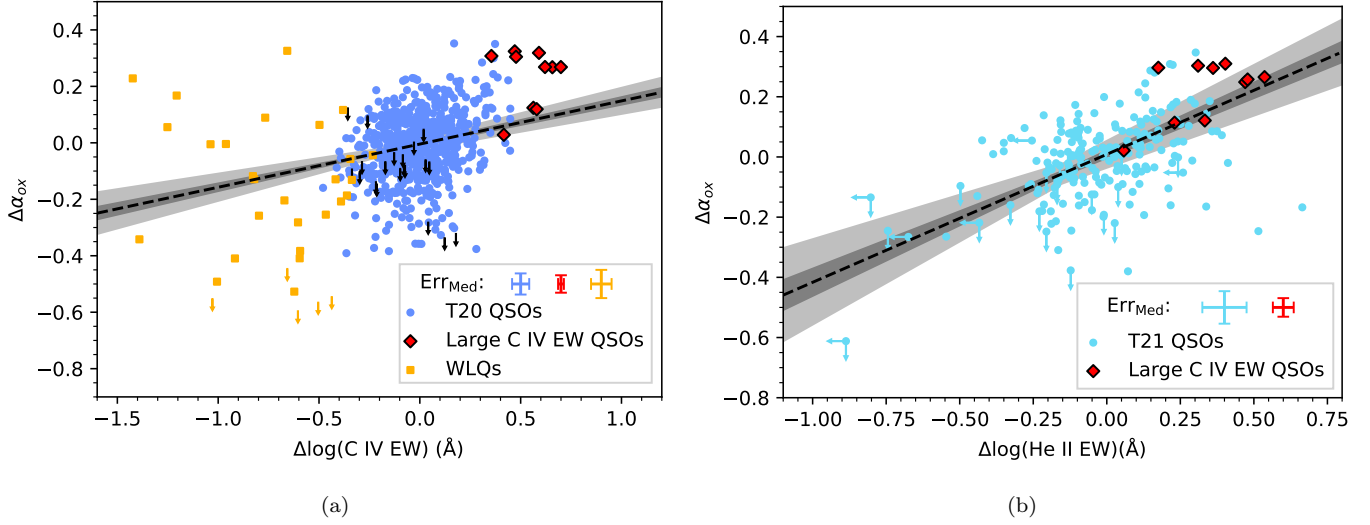 0.4
0.2
0.0
−0.2
−0.4
−0.6
−0.8
Δα_ox
−1.5
−1.0
−0.5
0.0
0.5
1.0
Δlog(C IV EW) (Å)
Err_Med:
T20 QSOs
Large C IV EW QSOs
WLQs
(a)
0.4
0.2
0.0
−0.2
−0.4
−0.6
−0.8
Δα_ox
−1.00
−0.75
−0.50
−0.25
0.00
0.25
0.50
0.75
Δlog(He II EW)(Å)
Err_Med:
T21 QSOs
Large C IV EW QSOs
(b)